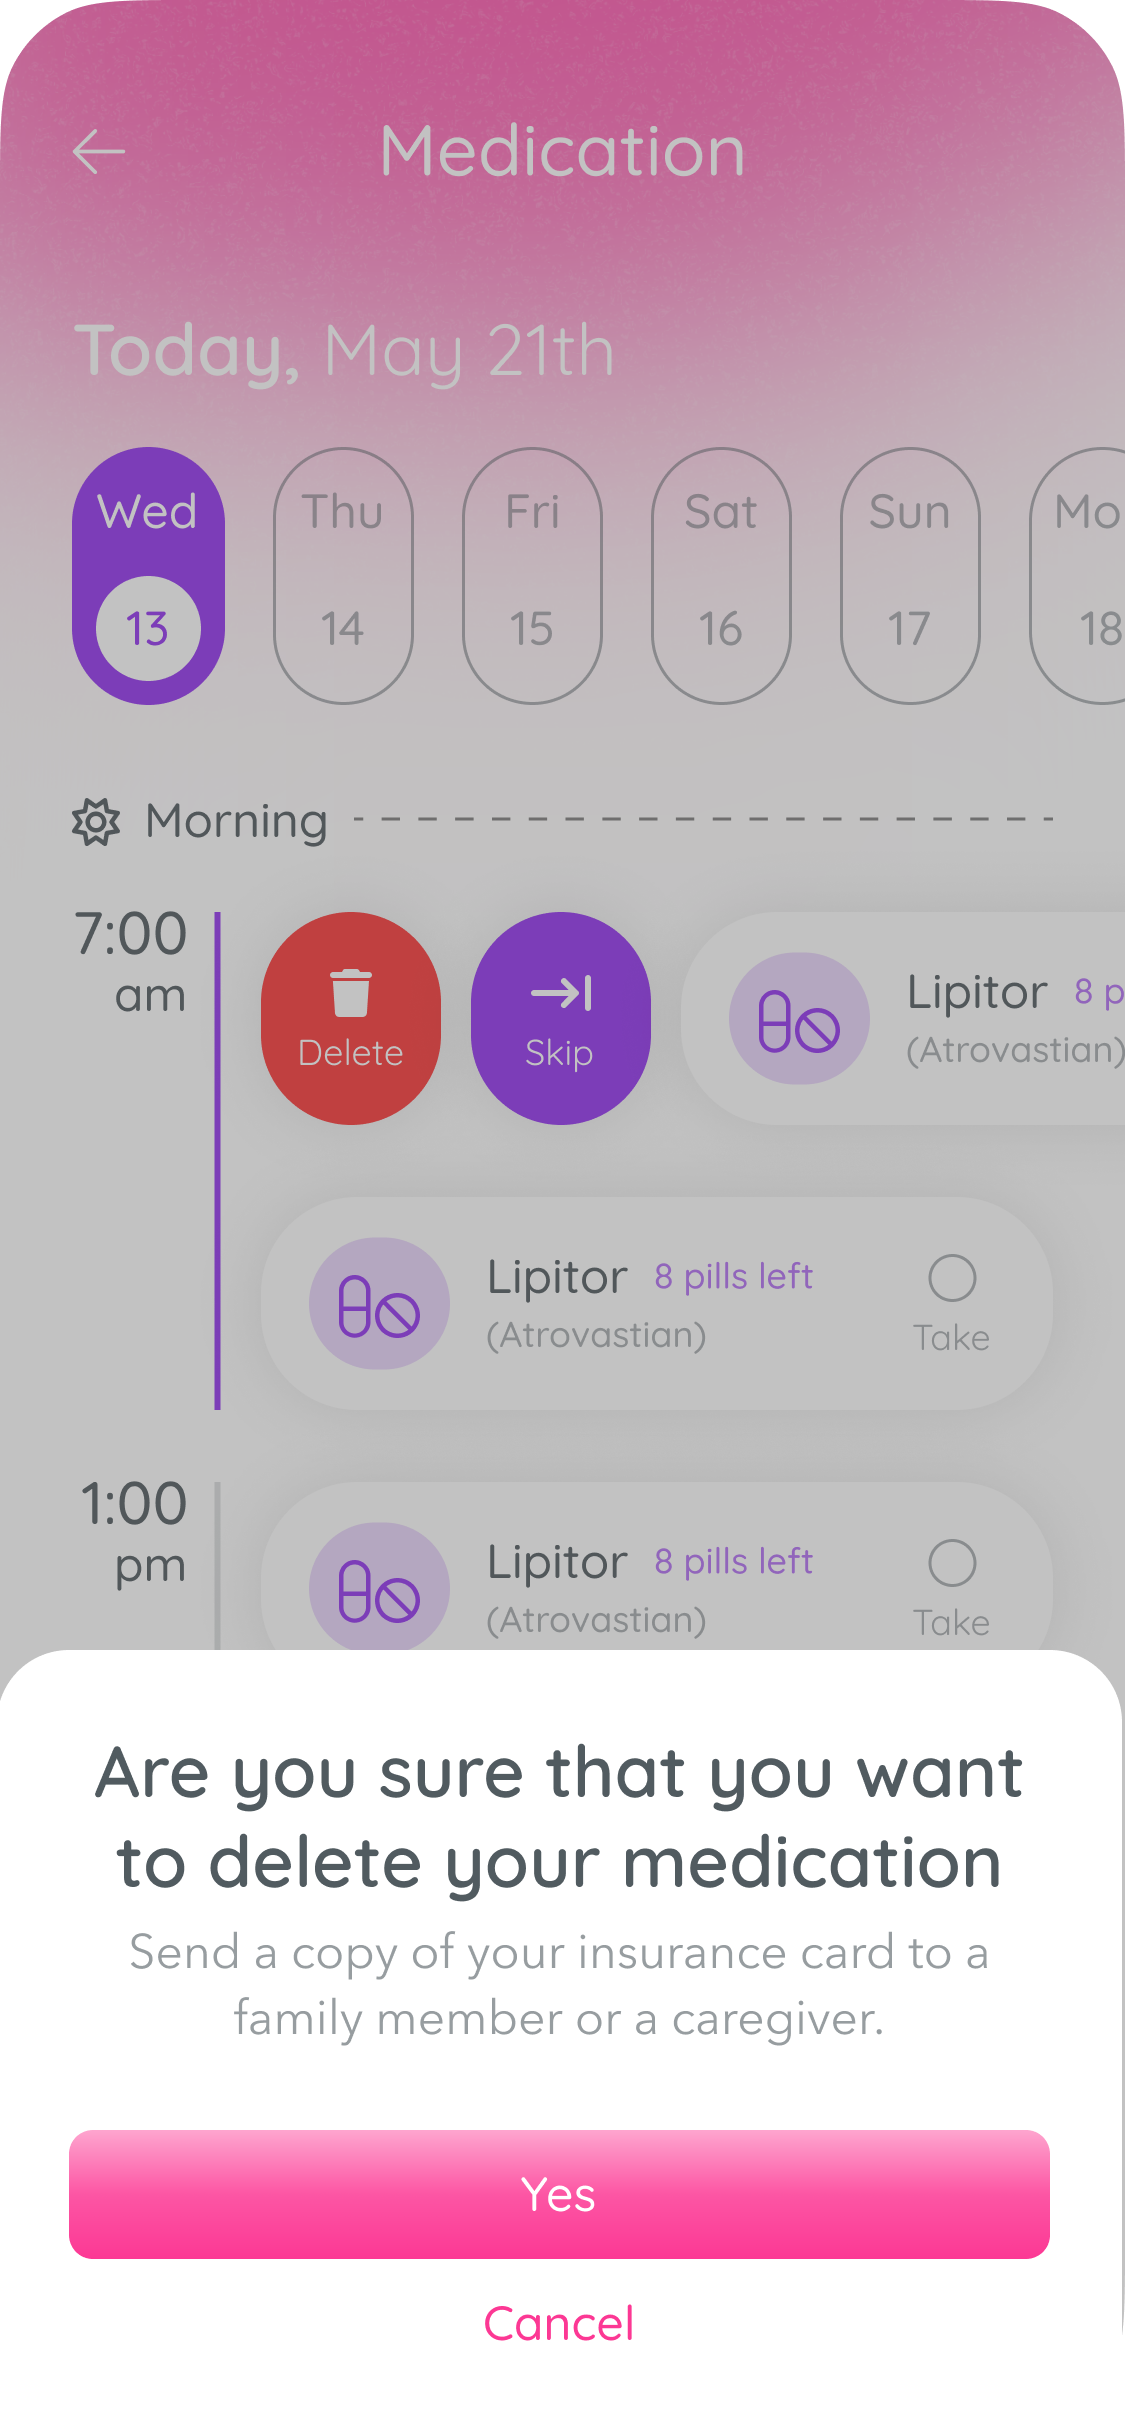 Medication
Today, May 21th
Wed Thu Fri Sat Sun Mo
13 14 15 16 17 18
Morning
7:00
am
Delete
Skip
Lipitor 8 p
(Atrovastian)
Lipitor 8 pills left
(Atrovastian)
Take
1:00
pm
Lipitor 8 pills left
(Atrovastian)
Take
Are you sure that you want
to delete your medication
Send a copy of your insurance card to a
family member or a caregiver.
Yes
Cancel